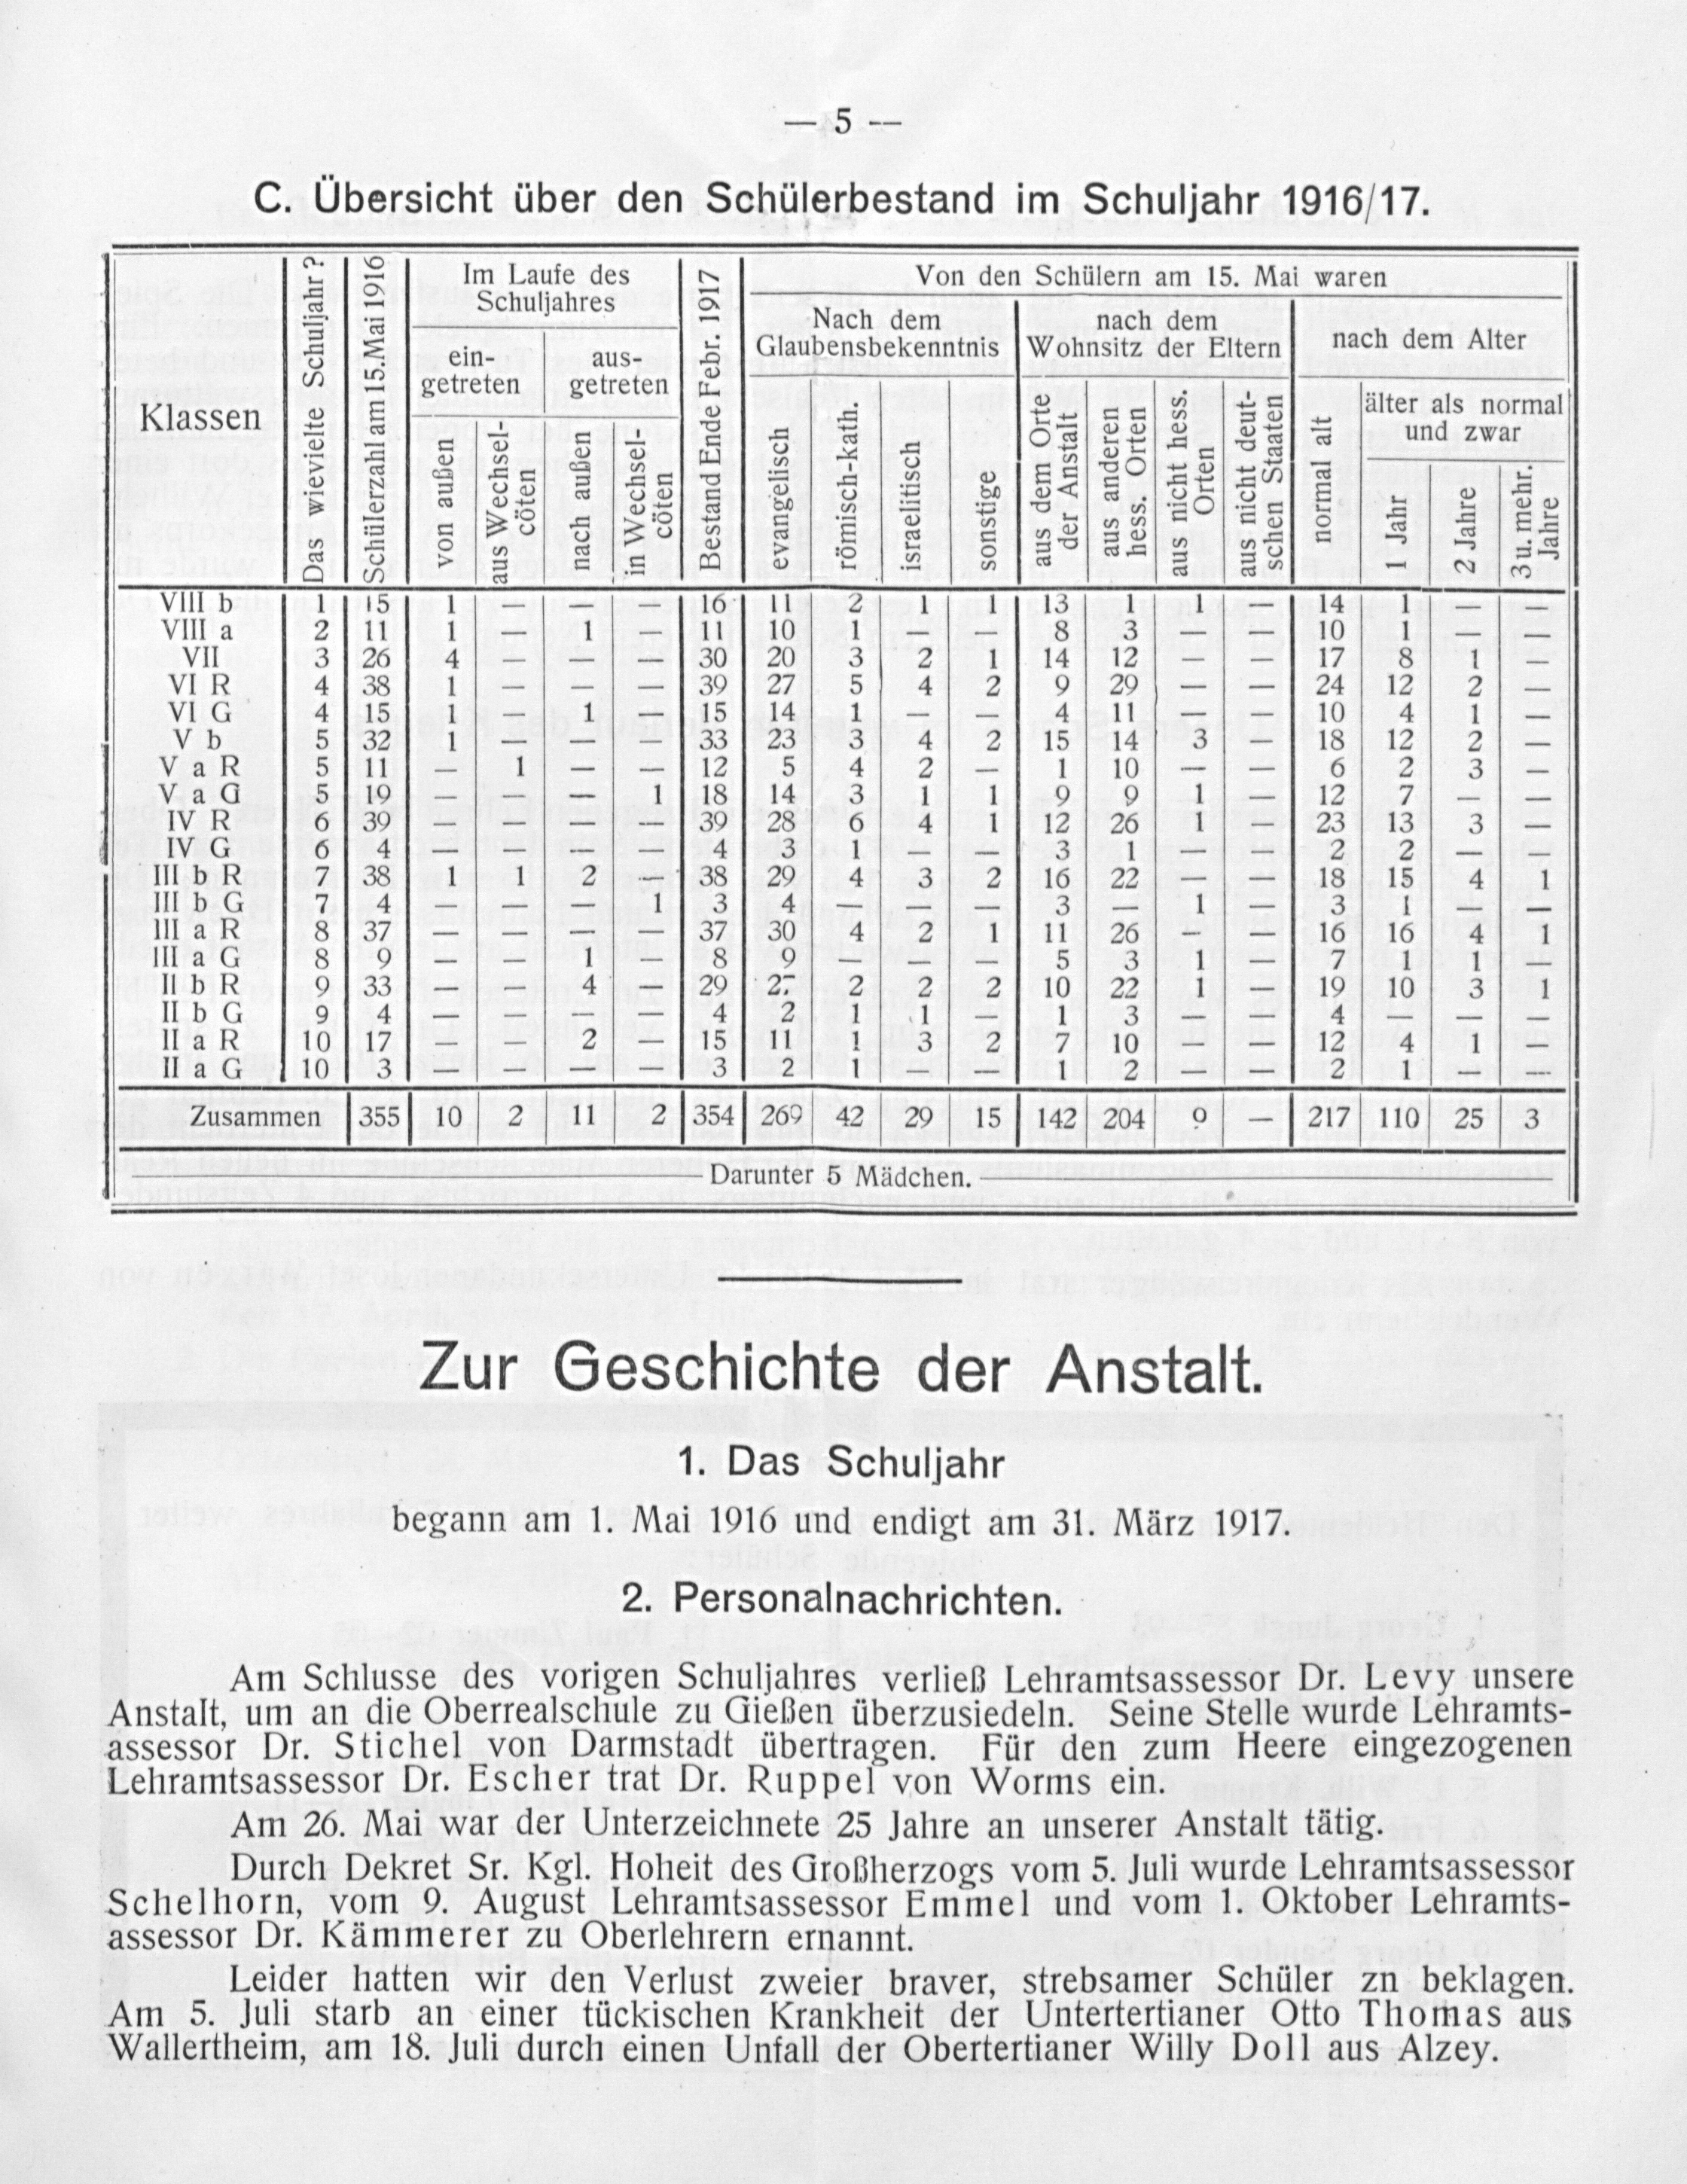 — 5 —
C. Übersicht über den Schülerbestand im Schuljahr 1916/17.
Klassen
Das wievielte Schuljahr ?
Schülerzahl am 15. Mai 1916
Im Laufe des
Schuljahres
ein-
getreten
aus-
getreten
von außen
aus Wechsel-
cöten
nach außen
in Wechsel-
cöten
Bestand Ende Febr. 1917
Von den Schülern am 15. Mai waren
Nach dem
Glaubensbekenntnis
evangelisch
römisch-kath.
israelitisch
sonstige
nach dem
Wohnsitz der Eltern
aus dem Orte
der Anstalt
aus anderen
hess. Orten
aus nicht hess.
Orten
aus nicht deut-
schen Staaten
nach dem Alter
normal alt
älter als normal
und zwar
1 Jahr
2 Jahre
3 u. mehr.
Jahre
VIII b 1 15 1 — — — 16 11 2 1 1 13 1 1 — 14 1 — —
VIII a 2 11 1 — 1 — 11 10 1 — — 8 3 — — 10 1 — —
VII 3 26 4 — — — 30 20 3 2 1 14 12 — — 17 8 1 —
VI R 4 38 1 — — — 39 27 5 4 2 9 29 — — 24 12 2 —
VI G 4 15 1 — 1 — 15 14 1 — — 4 11 — — 10 4 1 —
V b 5 32 1 — — — 33 23 3 4 2 15 14 3 — 18 12 2 —
V a R 5 11 — 1 — — 12 5 4 2 — 1 10 — — 6 2 3 —
V a G 5 19 — — — 1 18 14 3 1 1 9 9 1 — 12 7 — —
IV R 6 39 — — — — 39 28 6 4 1 12 26 1 — 23 13 3 —
IV G 6 4 — — — — 4 3 1 — — 3 1 — — 2 2 — —
III b R 7 38 1 1 2 — 38 29 4 3 2 16 22 — — 18 15 4 1
III b G 7 4 — — — 1 3 4 — — — 3 — 1 — 3 1 — —
III a R 8 37 — — — — 37 30 4 2 1 11 26 — — 16 16 4 1
III a G 8 9 — — 1 — 8 9 — — — 5 3 1 — 7 1 1 —
II b R 9 33 — — 4 — 29 27 2 2 2 10 22 1 — 19 10 3 1
II b G 9 4 — — — — 4 2 1 1 — 1 3 — — 4 — — —
II a R 10 17 — — 2 — 15 11 1 3 2 7 10 — — 12 4 1 —
II a G 10 3 — — — — 3 2 1 1 2 — — 2 1 — —
Zusammen 355 10 2 11 2 354 269 42 29 15 142 204 9 — 217 110 25 3
Darunter 5 Mädchen.
Zur Geschichte der Anstalt.
1. Das Schuljahr
begann am 1. Mai 1916 und endigt am 31. März 1917.
2. Personalnachrichten.
Am Schlusse des vorigen Schuljahres verließ Lehramtsassessor Dr. Levy unsere
Anstalt, um an die Oberrealschule zu Gießen überzusiedeln. Seine Stelle wurde Lehramts-
assessor Dr. Stichel von Darmstadt übertragen. Für den zum Heere eingezogenen
Lehramtsassessor Dr. Escher trat Dr. Ruppel von Worms ein.
Am 26. Mai war der Unterzeichnete 25 Jahre an unserer Anstalt tätig.
Durch Dekret Sr. Kgl. Hoheit des Großherzogs vom 5. Juli wurde Lehramtsassessor
Schelhorn, vom 9. August Lehramtsassessor Emmel und vom 1. Oktober Lehramts-
assessor Dr. Kämmerer zu Oberlehrern ernannt.
Leider hatten wir den Verlust zweier braver, strebsamer Schüler zn beklagen.
Am 5. Juli starb an einer tückischen Krankheit der Untertertianer Otto Thomas aus
Wallertheim, am 18. Juli durch einen Unfall der Obertertianer Willy Doll aus Alzey.